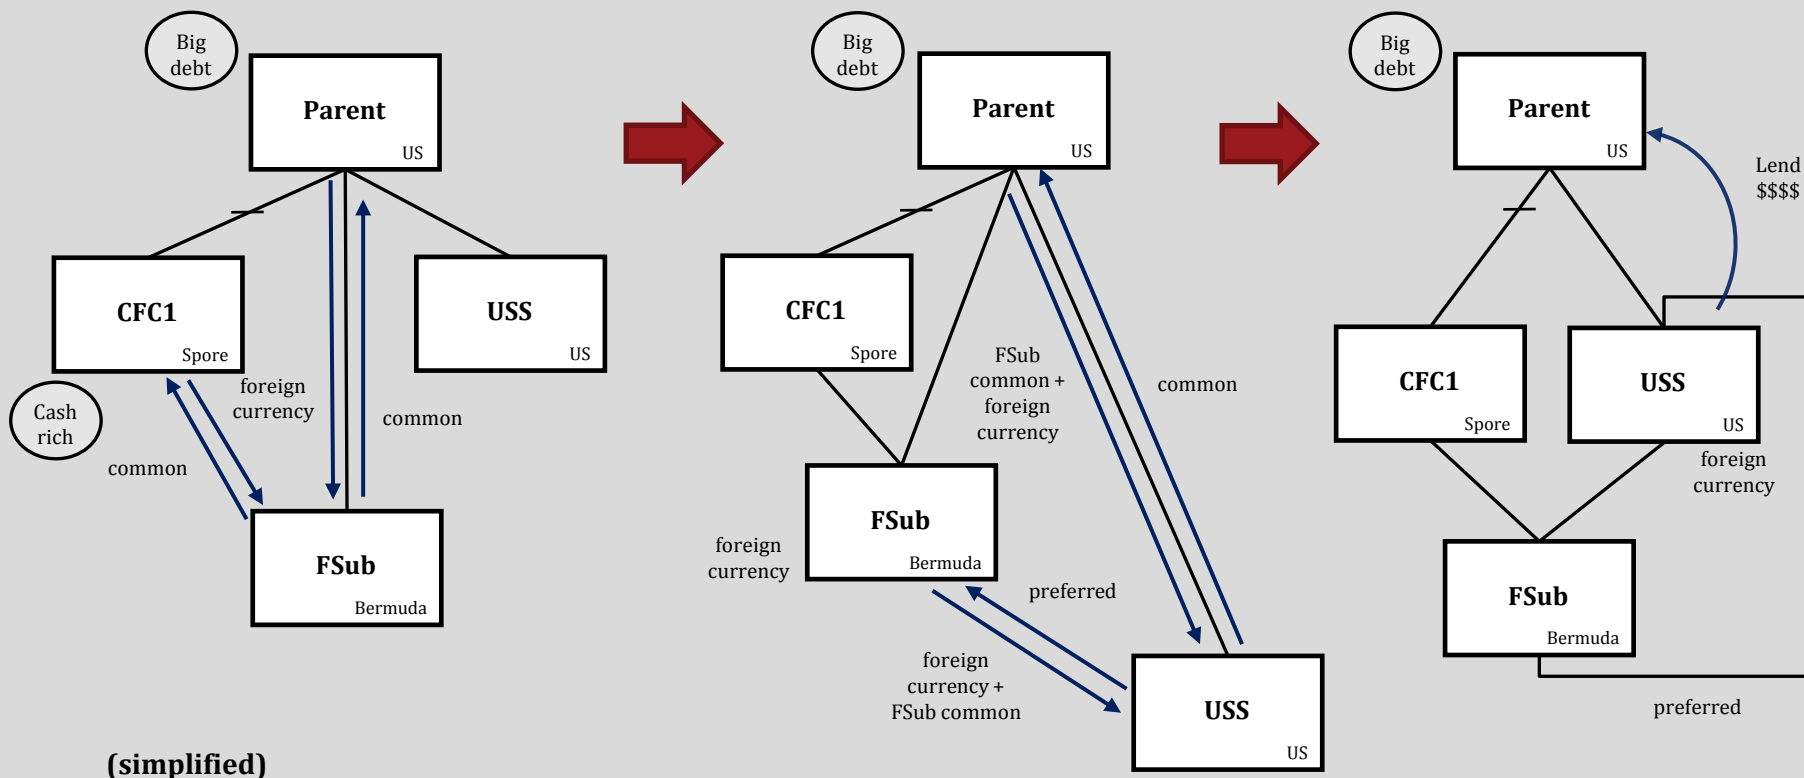 Big
debt
Parent
US
CFC1
Spore
USS
US
Cash
rich
foreign
currency
common
common
FSub
Bermuda
(simplified)
Big
debt
Parent
US
CFC1
Spore
FSub
common +
foreign
currency
common
FSub
Bermuda
foreign
currency
preferred
foreign
currency +
FSub common
USS
US
Big
debt
Parent
US
Lend
$$$$
CFC1
Spore
USS
US
foreign
currency
FSub
Bermuda
preferred